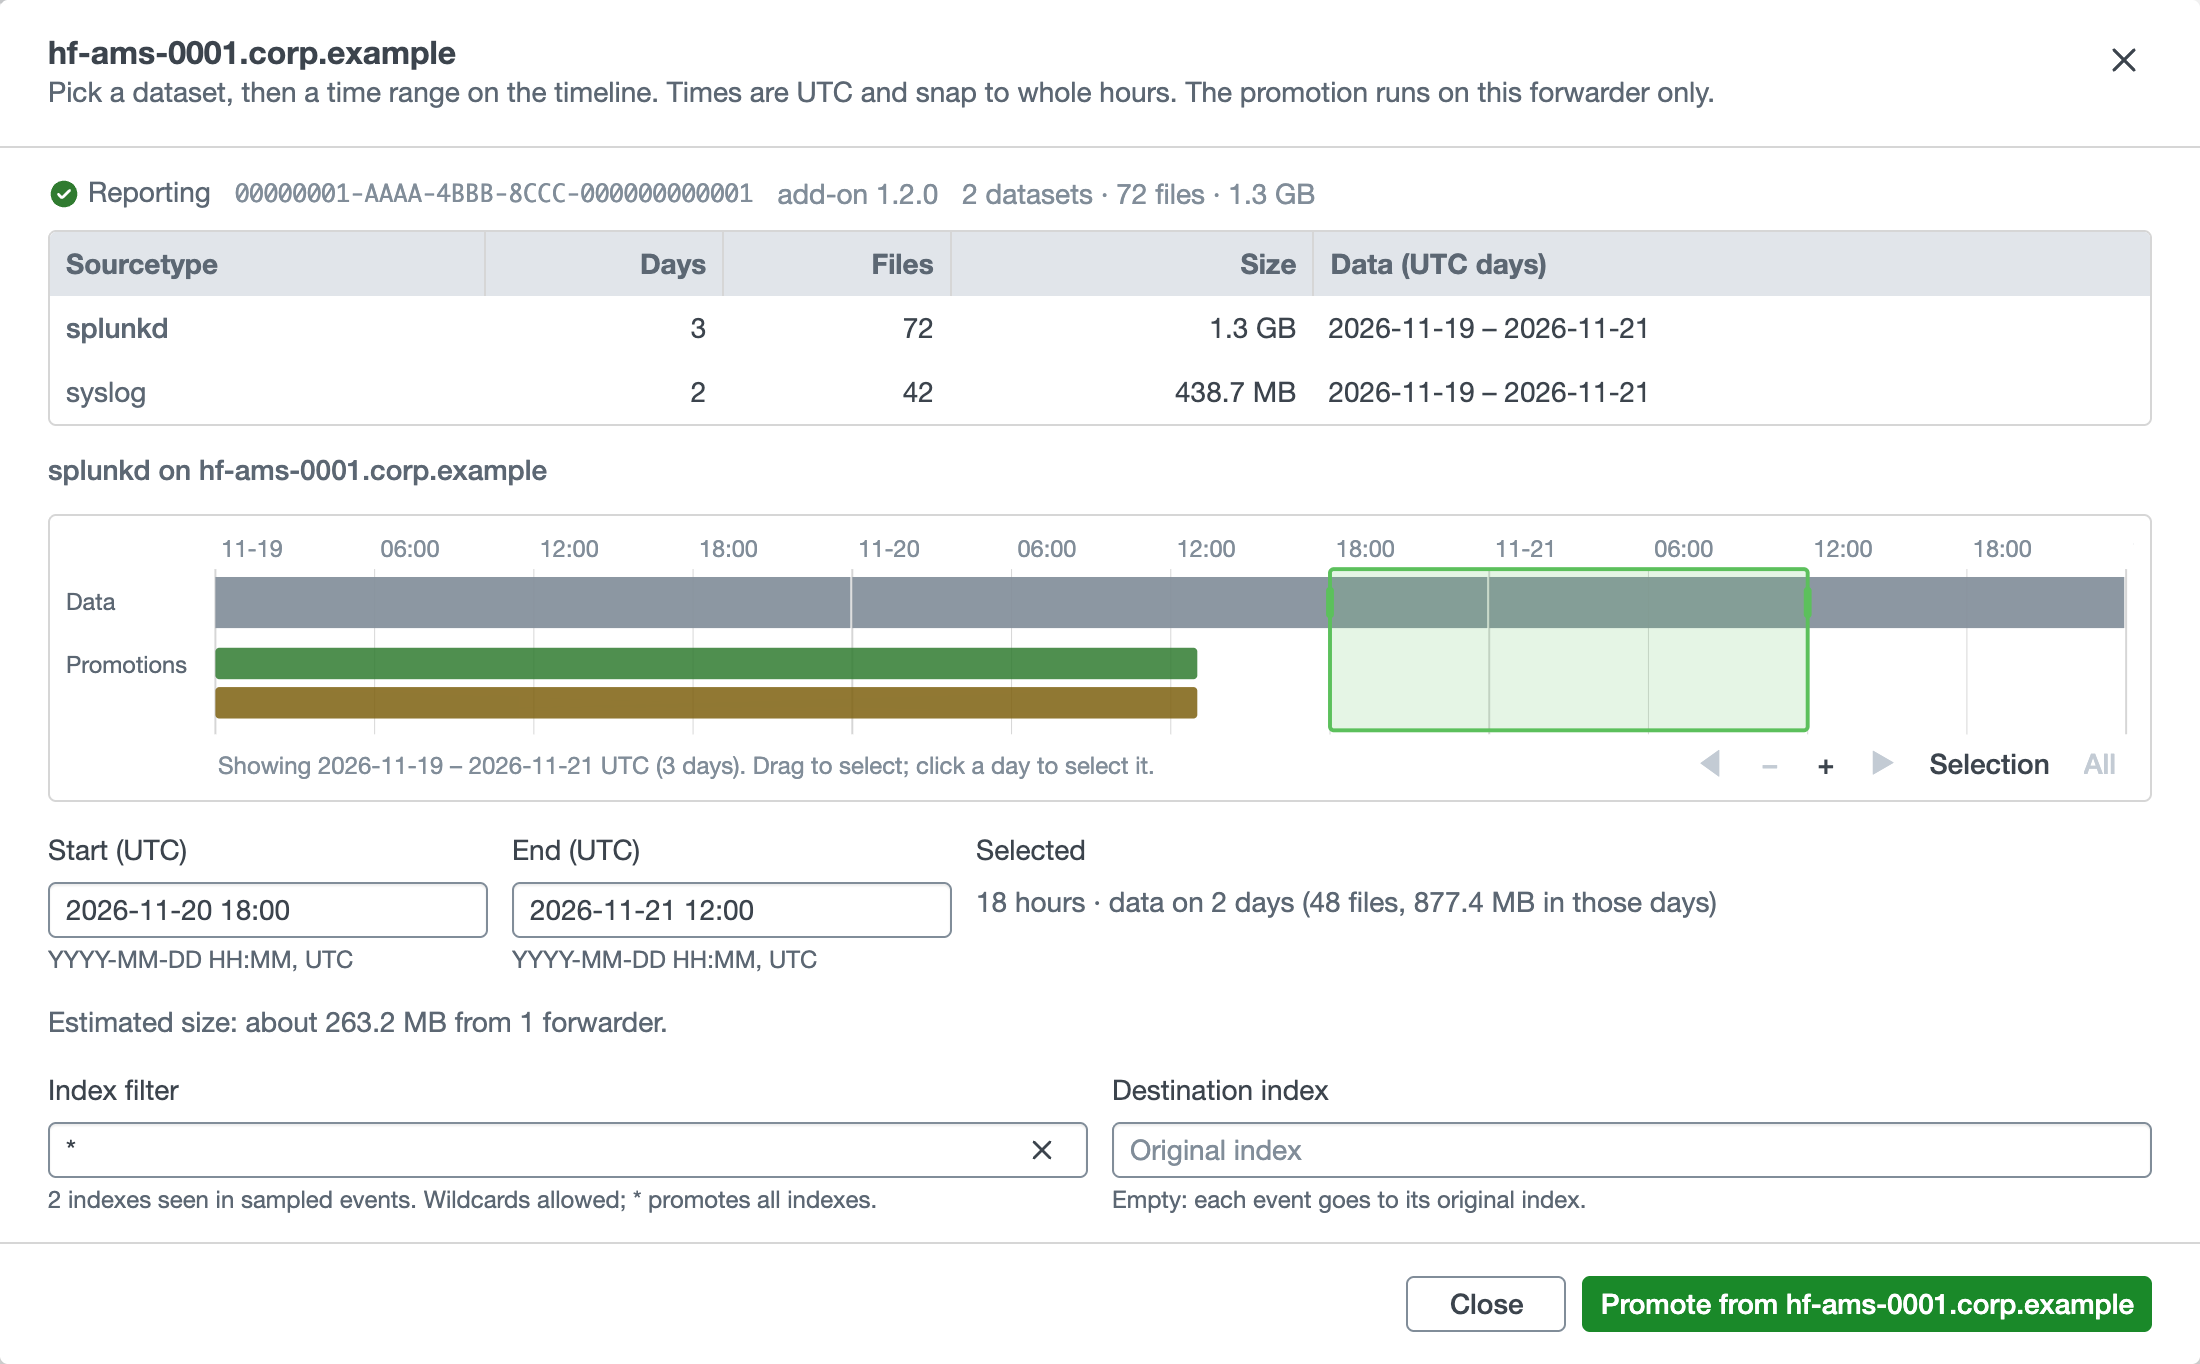 hf-ams-0001.corp.example
Pick a dataset, then a time range on the timeline. Times are UTC and snap to whole hours. The promotion runs on this forwarder only.
Reporting 00000001-AAAA-4BBB-8CCC-000000000001 add-on 1.2.0 2 datasets · 72 files · 1.3 GB
Sourcetype Days Files Size Data (UTC days)
splunkd 3 72 1.3 GB 2026-11-19 – 2026-11-21
syslog 2 42 438.7 MB 2026-11-19 – 2026-11-21
splunkd on hf-ams-0001.corp.example
11-19 06:00 12:00 18:00 11-20 06:00 12:00 18:00 11-21 06:00 12:00 18:00
Data
Promotions
Showing 2026-11-19 – 2026-11-21 UTC (3 days). Drag to select; click a day to select it.
− + Selection All
Start (UTC) End (UTC) Selected
2026-11-20 18:00 2026-11-21 12:00 18 hours · data on 2 days (48 files, 877.4 MB in those days)
YYYY-MM-DD HH:MM, UTC YYYY-MM-DD HH:MM, UTC
Estimated size: about 263.2 MB from 1 forwarder.
Index filter Destination index
* Original index
2 indexes seen in sampled events. Wildcards allowed; * promotes all indexes. Empty: each event goes to its original index.
Close Promote from hf-ams-0001.corp.example